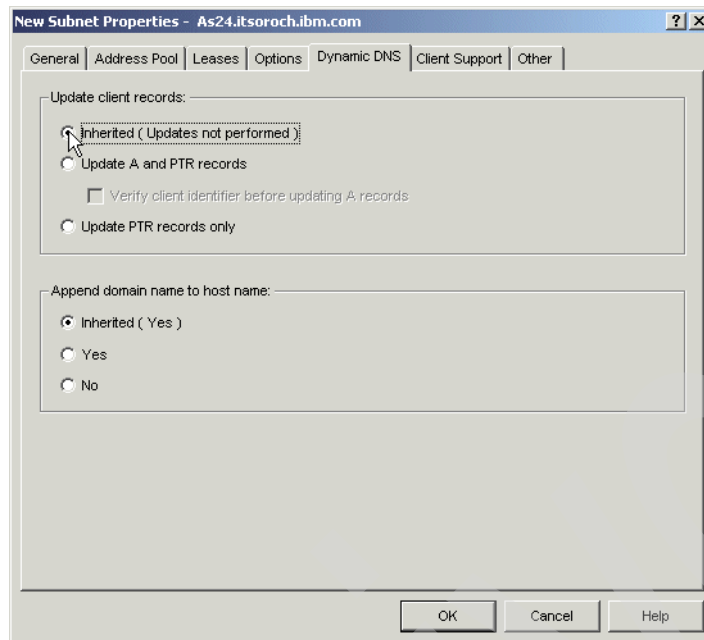 New Subnet Properties - As24.itsoroch.ibm.com
General Address Pool Leases Options Dynamic DNS Client Support Other
Update client records:
Inherited ( Updates not performed )
Update A and PTR records
Verify client identifier before updating A records
Update PTR records only
Append domain name to host name:
Inherited ( Yes )
Yes
No
OK Cancel Help